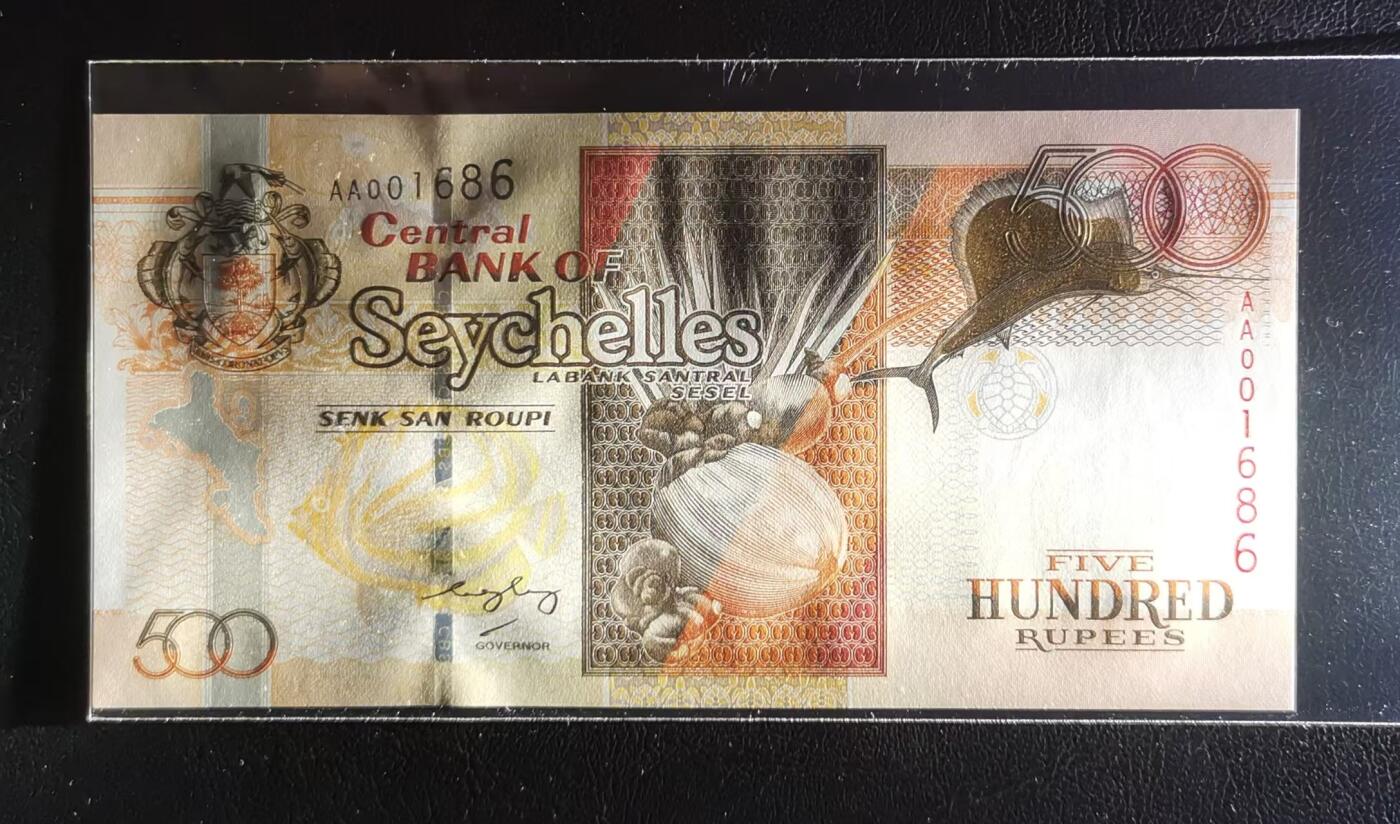 AA001686
Central
BANK OF
Seychelles
LABANK SANTRAL
SESEL
SENK SAN ROUPI
GOVERNOR
500
500
AA001686
FIVE
HUNDRED
RUPEES